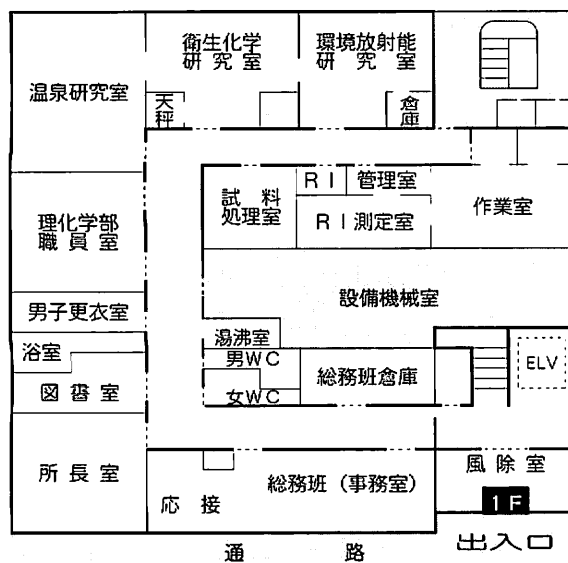 衛生化学
研究室
環境放射能
研究室
温泉研究室
天秤
倉庫
RI
管理室
試料
処理室
RI測定室
作業室
理化学部
職員室
設備機械室
男子更衣室
湯沸室
浴室
男WC
総務班倉庫
ELV
図書室
女WC
所長室
総務班（事務室）
風除室
応接
1F
出入口
通路